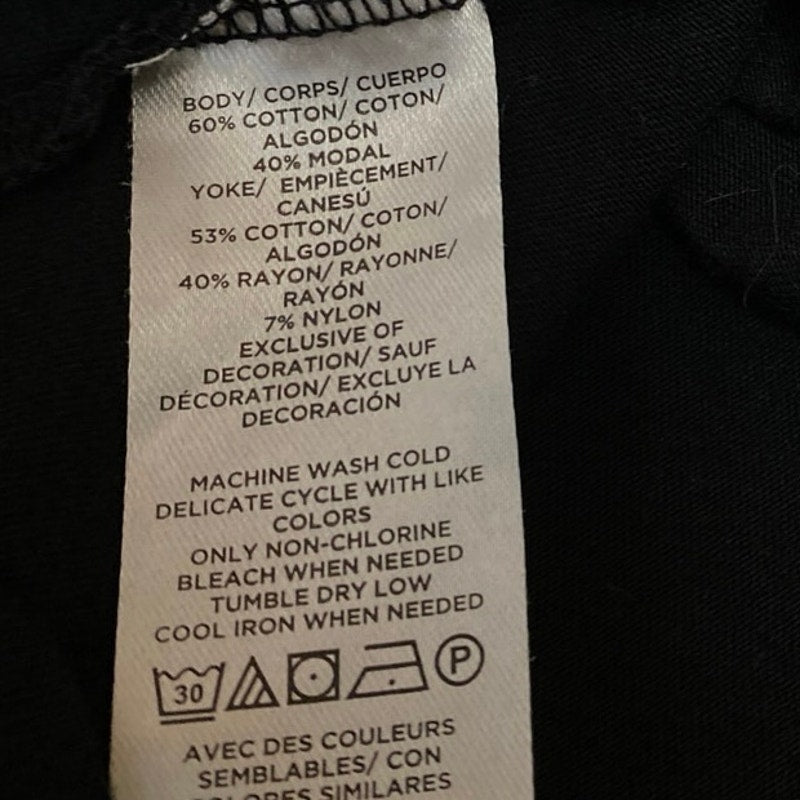 BODY/ CORPS/ CUERPO
60% COTTON/ COTON/
ALGODÓN
40% MODAL
YOKE/ EMPIÈCEMENT/
CANESÚ
53% COTTON/ COTON/
ALGODÓN
40% RAYON/ RAYONNE/
RAYÓN
7% NYLON
EXCLUSIVE OF
DECORATION/ SAUF
DÉCORATION/ EXCLUYE LA
DECORACIÓN
MACHINE WASH COLD
DELICATE CYCLE WITH LIKE
COLORS
ONLY NON-CHLORINE
BLEACH WHEN NEEDED
TUMBLE DRY LOW
COOL IRON WHEN NEEDED
30 P
AVEC DES COULEURS
SEMBLABLES/ CON
COLORES SIMILARES